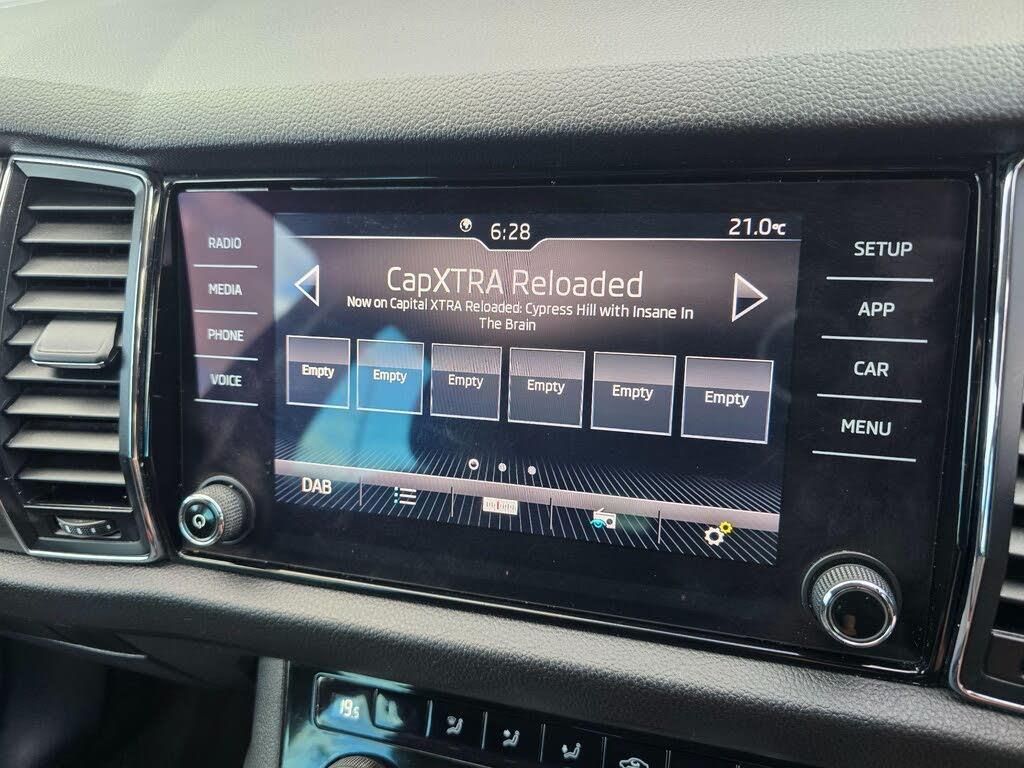 RADIO
MEDIA
PHONE
VOICE
6:28
21.0°C
CapXTRA Reloaded
Now on Capital XTRA Reloaded: Cypress Hill with Insane In
The Brain
Empty
Empty
Empty
Empty
Empty
Empty
DAB
SETUP
APP
CAR
MENU
19.5